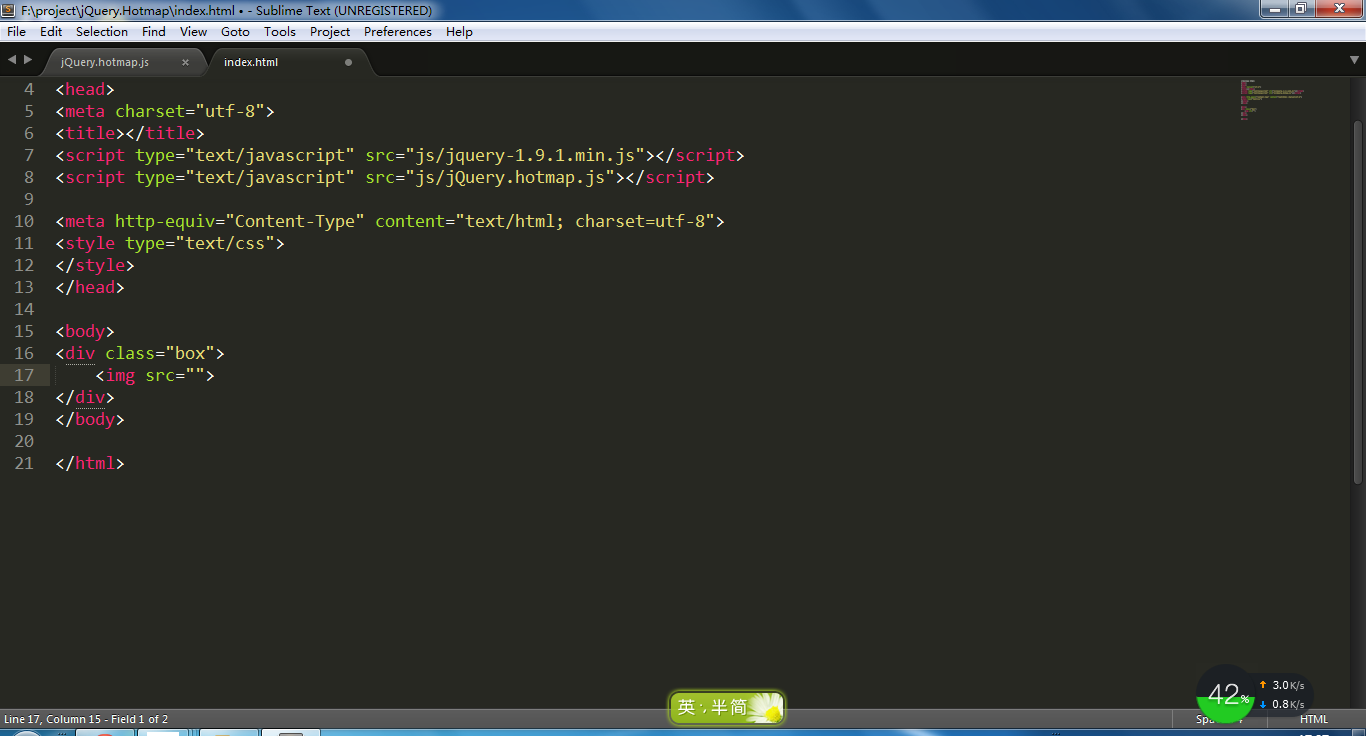 F:\project\jQuery.Hotmap\index.html • - Sublime Text (UNREGISTERED)
File Edit Selection Find View Goto Tools Project Preferences Help
jQuery.hotmap.js × index.html
4 <head>
5 <meta charset="utf-8">
6 <title></title>
7 <script type="text/javascript" src="js/jquery-1.9.1.min.js"></script>
8 <script type="text/javascript" src="js/jQuery.hotmap.js"></script>
9
10 <meta http-equiv="Content-Type" content="text/html; charset=utf-8">
11 <style type="text/css">
12 </style>
13 </head>
14
15 <body>
16 <div class="box">
17 <img src="">
18 </div>
19 </body>
20
21 </html>
42%
3.0K/s
0.8K/s
英·,半简
Line 17, Column 15 - Field 1 of 2
HTML